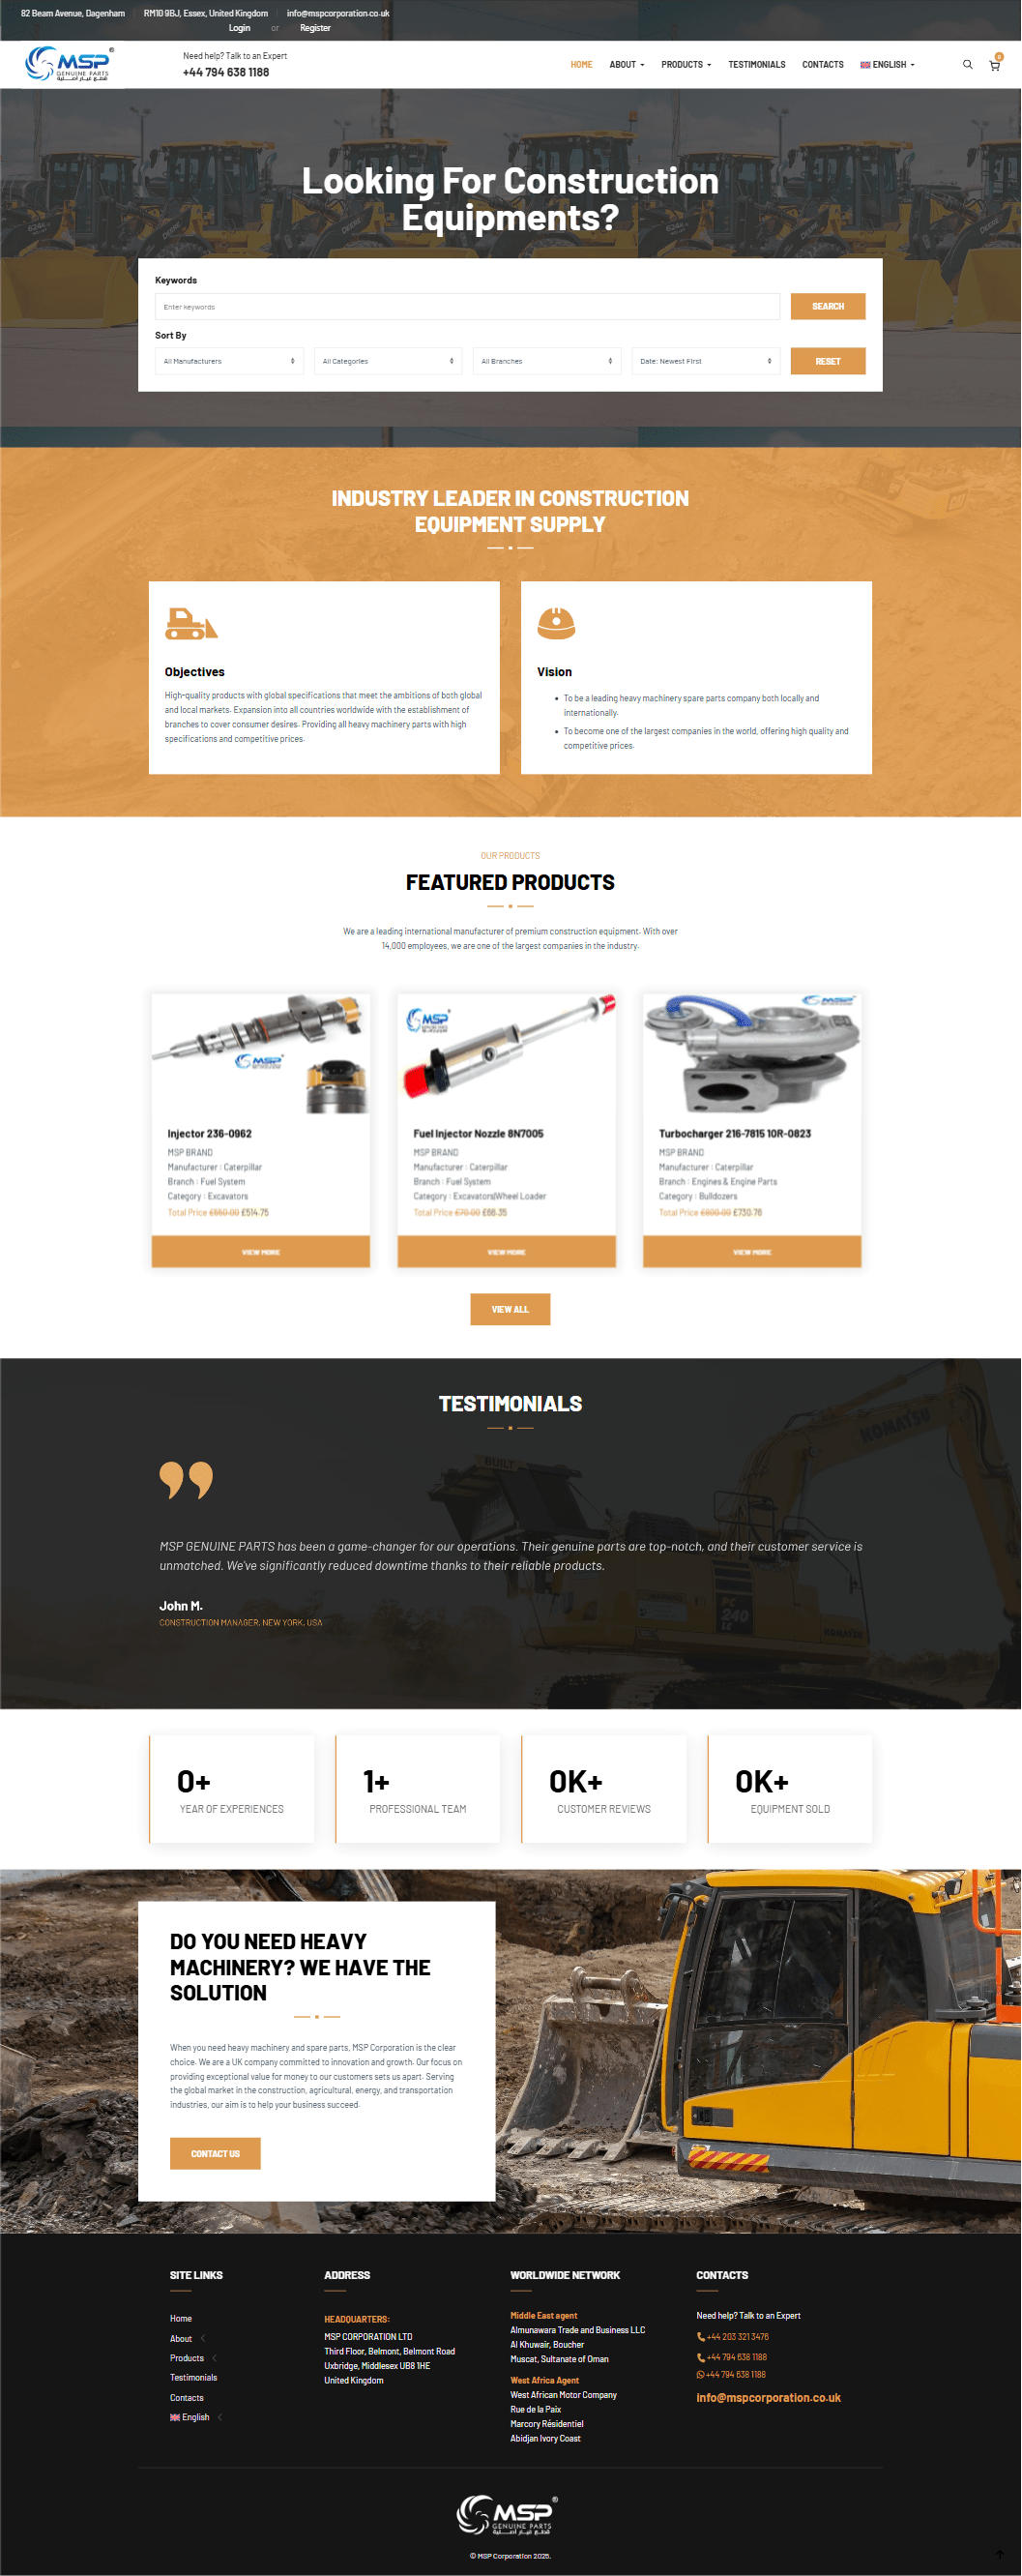 82 Beam Avenue, Dagenham
RM10 9BJ, Essex, United Kingdom
info@mspcorporation.co.uk
Login or Register
MSP®
GENUINE PARTS
قطع غيار أصلية
Need help? Talk to an Expert
+44 794 638 1188
HOME
ABOUT
PRODUCTS
TESTIMONIALS
CONTACTS
ENGLISH
0
Looking For Construction
Equipments?
Keywords
Enter keywords
SEARCH
Sort By
All Manufacturers
All Categories
All Branches
Date: Newest First
RESET
INDUSTRY LEADER IN CONSTRUCTION
EQUIPMENT SUPPLY
Objectives
High-quality products with global specifications that meet the ambitions of both global
and local markets. Expansion into all countries worldwide with the establishment of
branches to cover consumer desires. Providing all heavy machinery parts with high
specifications and competitive prices.
Vision
To be a leading heavy machinery spare parts company both locally and
internationally.
To become one of the largest companies in the world, offering high quality and
competitive prices.
OUR PRODUCTS
FEATURED PRODUCTS
We are a leading international manufacturer of premium construction equipment. With over
14,000 employees, we are one of the largest companies in the industry.
MSP
Injector 236-0962
MSP BRAND
Manufacturer : Caterpillar
Branch : Fuel System
Category : Excavators
Total Price £560.00 £514.75
VIEW MORE
MSP
Fuel Injector Nozzle 8N7005
MSP BRAND
Manufacturer : Caterpillar
Branch : Fuel System
Category : Excavators|Wheel Loader
Total Price £70.00 £66.35
VIEW MORE
MSP
Turbocharger 216-7815 10R-0823
MSP BRAND
Manufacturer : Caterpillar
Branch : Engines & Engine Parts
Category : Bulldozers
Total Price £800.00 £730.76
VIEW MORE
VIEW ALL
TESTIMONIALS
KOMATSU
BUILT
PC
240
LC
MSP GENUINE PARTS has been a game-changer for our operations. Their genuine parts are top-notch, and their customer service is
unmatched. We've significantly reduced downtime thanks to their reliable products.
John M.
CONSTRUCTION MANAGER, NEW YORK, USA
0+
YEAR OF EXPERIENCES
1+
PROFESSIONAL TEAM
0K+
CUSTOMER REVIEWS
0K+
EQUIPMENT SOLD
DO YOU NEED HEAVY
MACHINERY? WE HAVE THE
SOLUTION
When you need heavy machinery and spare parts, MSP Corporation is the clear
choice. We are a UK company committed to innovation and growth. Our focus on
providing exceptional value for money to our customers sets us apart. Serving
the global market in the construction, agricultural, energy, and transportation
industries, our aim is to help your business succeed.
CONTACT US
SITE LINKS
Home
About
Products
Testimonials
Contacts
English
ADDRESS
HEADQUARTERS:
MSP CORPORATION LTD
Third Floor, Belmont, Belmont Road
Uxbridge, Middlesex UB8 1HE
United Kingdom
WORLDWIDE NETWORK
Middle East agent
Almunawara Trade and Business LLC
Al Khuwair, Boucher
Muscat, Sultanate of Oman
West Africa Agent
West African Motor Company
Rue de la Paix
Marcory Résidentiel
Abidjan Ivory Coast
CONTACTS
Need help? Talk to an Expert
+44 203 321 3476
+44 794 638 1188
+44 794 638 1188
info@mspcorporation.co.uk
MSP®
GENUINE PARTS
قطع غيار أصلية
© MSP Corporation 2025.